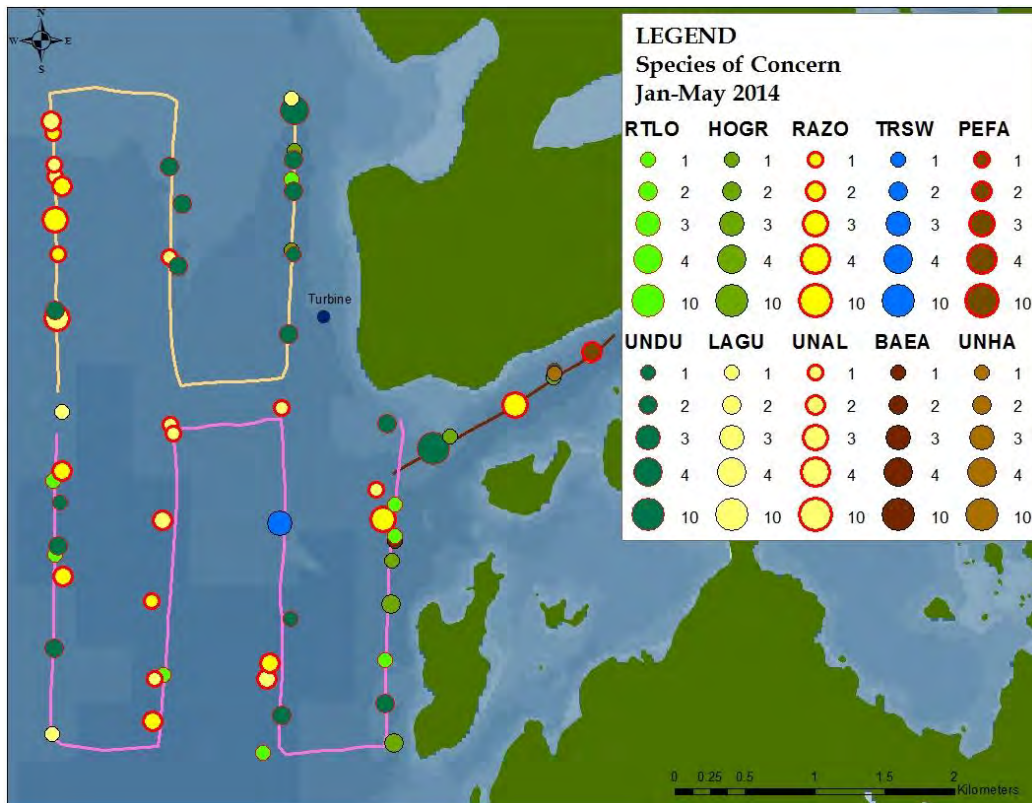 N
W E
S
LEGEND
Species of Concern
Jan-May 2014
RTLO HOGR RAZO TRSW PEFA
1 1 1 1 1
2 2 2 2 2
3 3 3 3 3
4 4 4 4 4
10 10 10 10 10
UNDU LAGU UNAL BAEA UNHA
1 1 1 1 1
2 2 2 2 2
3 3 3 3 3
4 4 4 4 4
10 10 10 10 10
Turbine
0 0.25 0.5 1 1.5 2
Kilometers